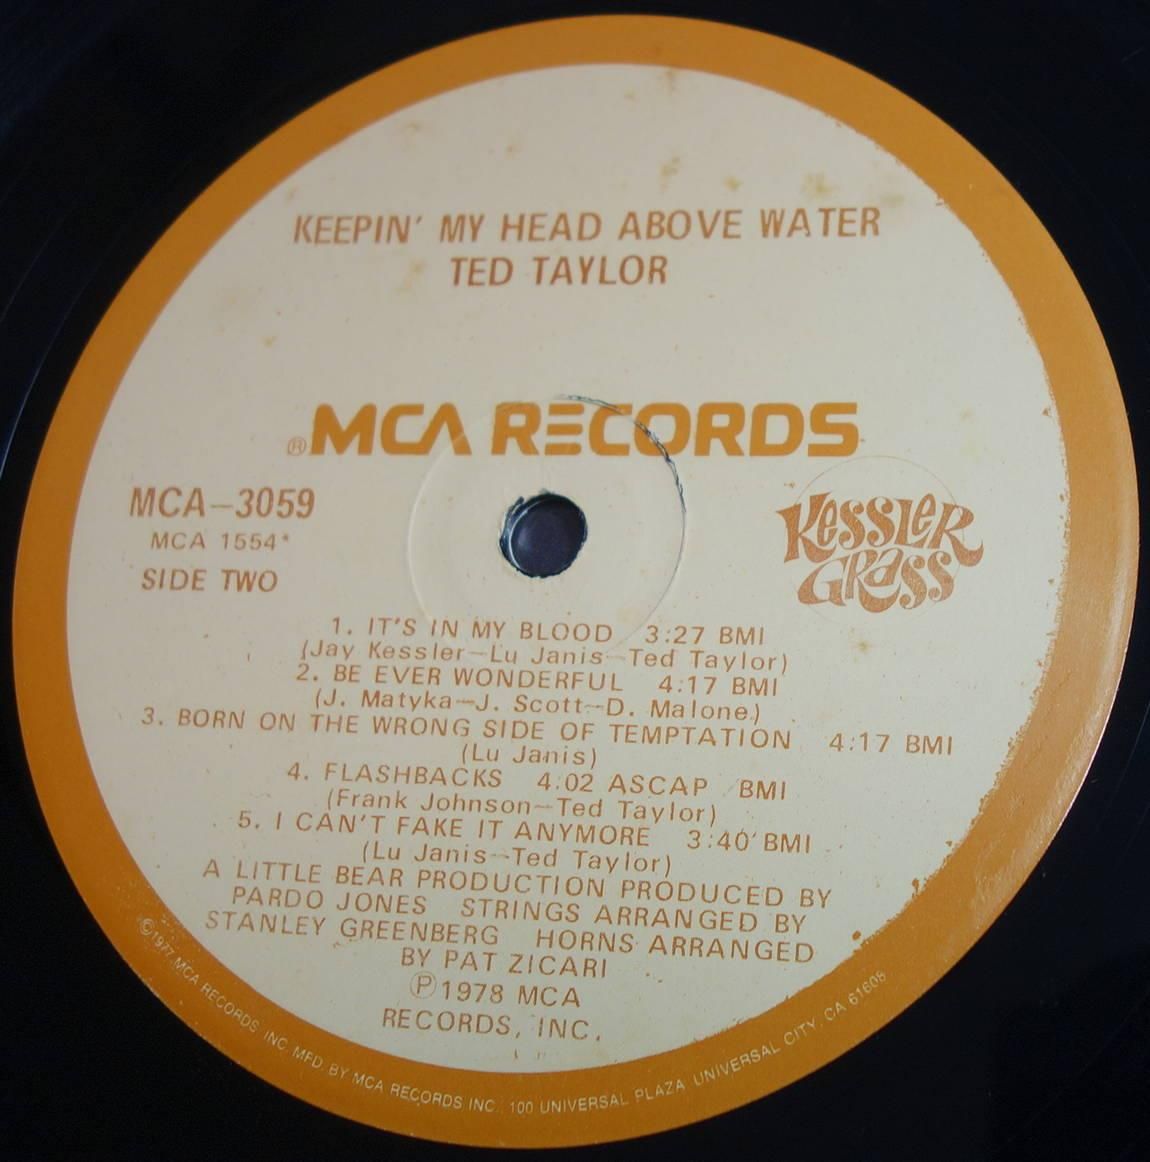 KEEPIN' MY HEAD ABOVE WATER
TED TAYLOR
®MCA RECORDS
MCA-3059
MCA 1554*
SIDE TWO
KESSLER
GRASS
1. IT'S IN MY BLOOD 3:27 BMI
(Jay Kessler-Lu Janis-Ted Taylor)
2. BE EVER WONDERFUL 4:17 BMI
(J. Matyka-J. Scott-D. Malone)
3. BORN ON THE WRONG SIDE OF TEMPTATION 4:17 BMI
(Lu Janis)
4. FLASHBACKS 4:02 ASCAP BMI
(Frank Johnson-Ted Taylor)
5. I CAN'T FAKE IT ANYMORE 3:40 BMI
(Lu Janis-Ted Taylor)
A LITTLE BEAR PRODUCTION PRODUCED BY
PARDO JONES STRINGS ARRANGED BY
STANLEY GREENBERG HORNS ARRANGED
BY PAT ZICARI
℗1978 MCA
RECORDS, INC.
©1977 MCA RECORDS, INC. MFD. BY MCA RECORDS INC., 100 UNIVERSAL PLAZA, UNIVERSAL CITY, CA 61608